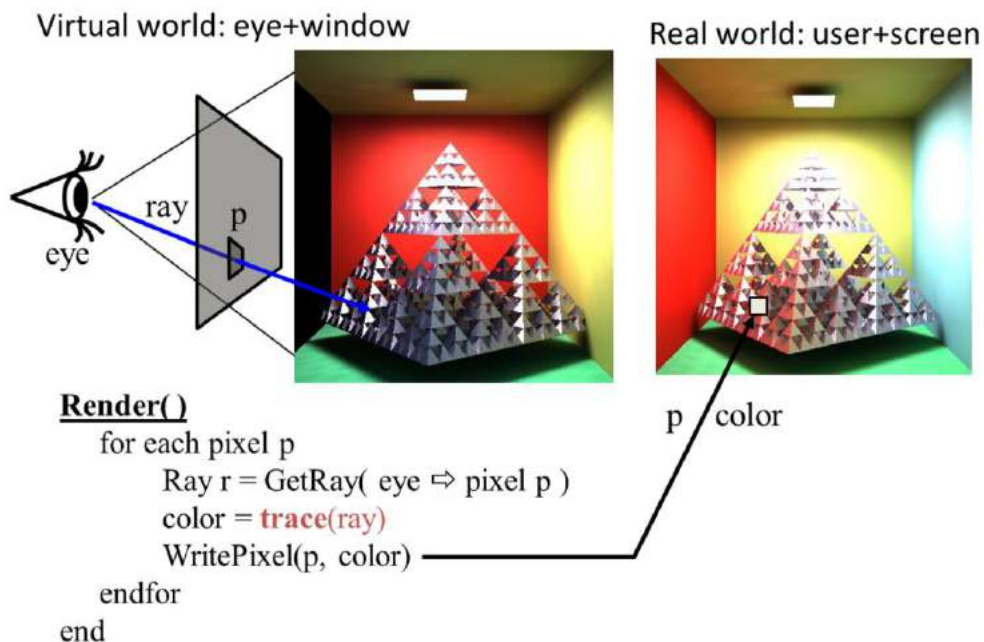 Virtual world: eye+window
Real world: user+screen
ray
p
eye
p color
Render( )
for each pixel p
Ray r = GetRay( eye ⇨ pixel p )
color = trace(ray)
WritePixel(p, color)
endfor
end